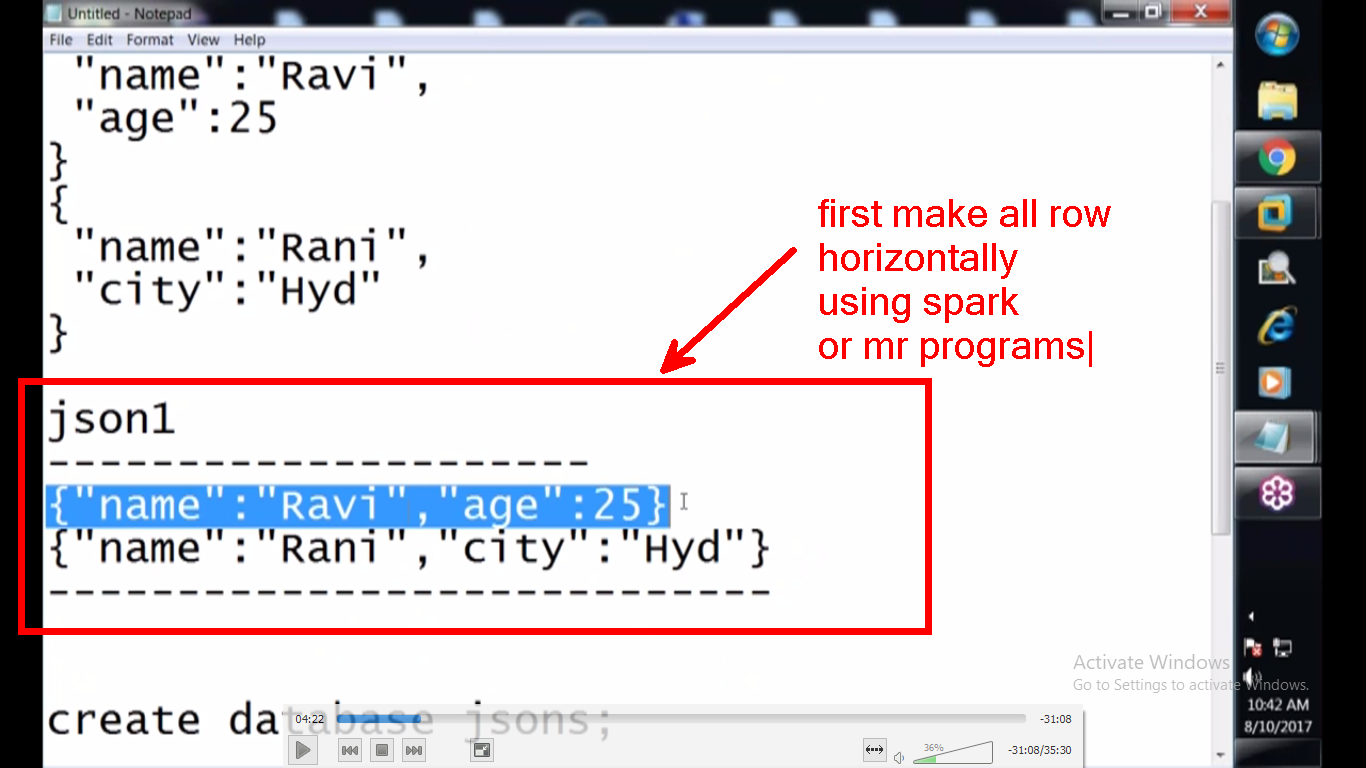 Untitled - Notepad
File Edit Format View Help
"name":"Ravi",
"age":25
}
{
"name":"Rani",
"city":"Hyd"
}
first make all row
horizontally
using spark
or mr programs|
json1
---------------------
{"name":"Ravi","age":25}
{"name":"Rani","city":"Hyd"}
----------------------------
create database jsons;
Activate Windows
Go to Settings to activate Windows.
04:22
-31:08
36%
-31:08/35:30
10:42 AM
8/10/2017